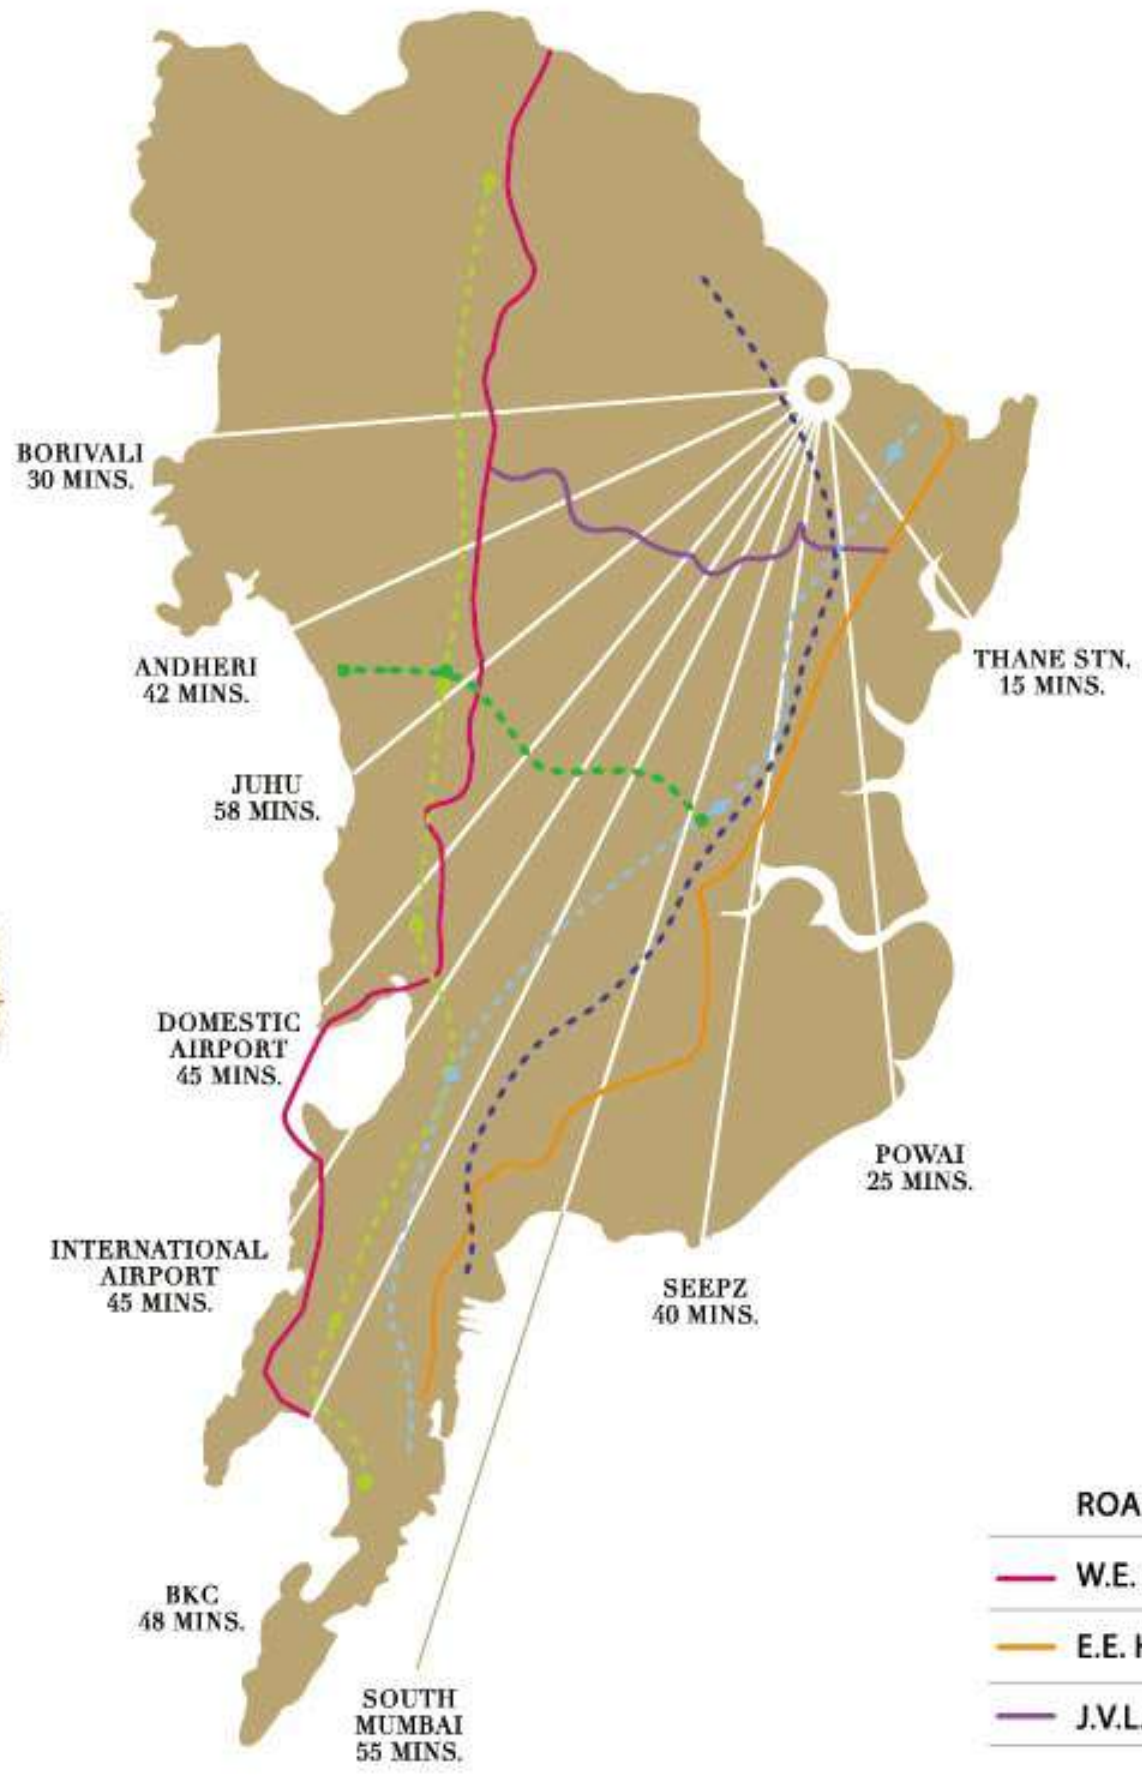 BORIVALI
30 MINS.
ANDHERI
42 MINS.
THANE STN.
15 MINS.
JUHU
58 MINS.
DOMESTIC
AIRPORT
45 MINS.
POWAI
25 MINS.
INTERNATIONAL
AIRPORT
45 MINS.
SEEPZ
40 MINS.
BKC
48 MINS.
SOUTH
MUMBAI
55 MINS.
ROA
W.E.
E.E. H
J.V.L.